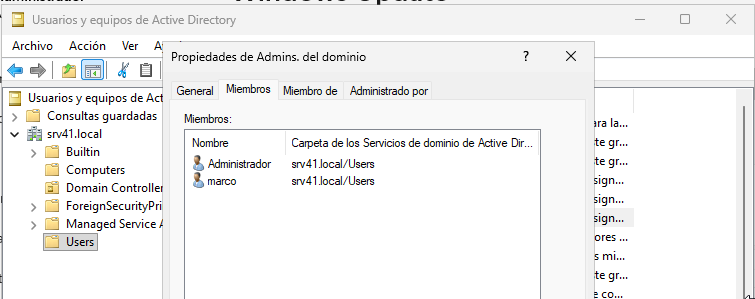 Usuarios y equipos de Active Directory
Archivo Acción Ver
Propiedades de Admins. del dominio
General Miembros Miembro de Administrado por
Usuarios y equipos de Acti
Consultas guardadas
srv41.local
Builtin
Computers
Domain Controller
ForeignSecurityPri
Managed Service A
Users
Miembros:
Nombre Carpeta de los Servicios de dominio de Active Dir...
Administrador srv41.local/Users
marco srv41.local/Users
ara la...
te gr...
sign...
te gr...
sign...
sign...
ores ...
s mi...
te gr...
e co...